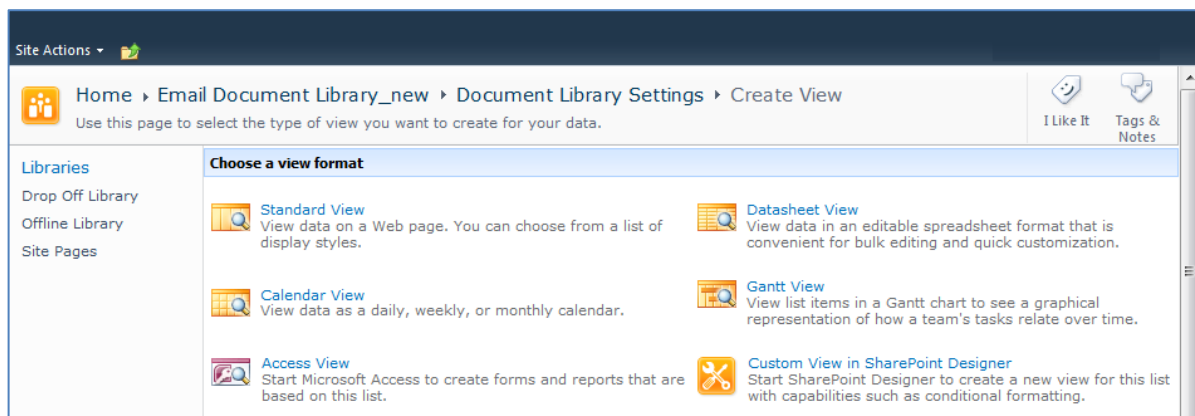 Site Actions
Home ▸ Email Document Library_new ▸ Document Library Settings ▸ Create View
Use this page to select the type of view you want to create for your data.
I Like It
Tags &
Notes
Libraries
Drop Off Library
Offline Library
Site Pages
Choose a view format
Standard View
View data on a Web page. You can choose from a list of
display styles.
Datasheet View
View data in an editable spreadsheet format that is
convenient for bulk editing and quick customization.
Calendar View
View data as a daily, weekly, or monthly calendar.
Gantt View
View list items in a Gantt chart to see a graphical
representation of how a team's tasks relate over time.
Access View
Start Microsoft Access to create forms and reports that are
based on this list.
Custom View in SharePoint Designer
Start SharePoint Designer to create a new view for this list
with capabilities such as conditional formatting.